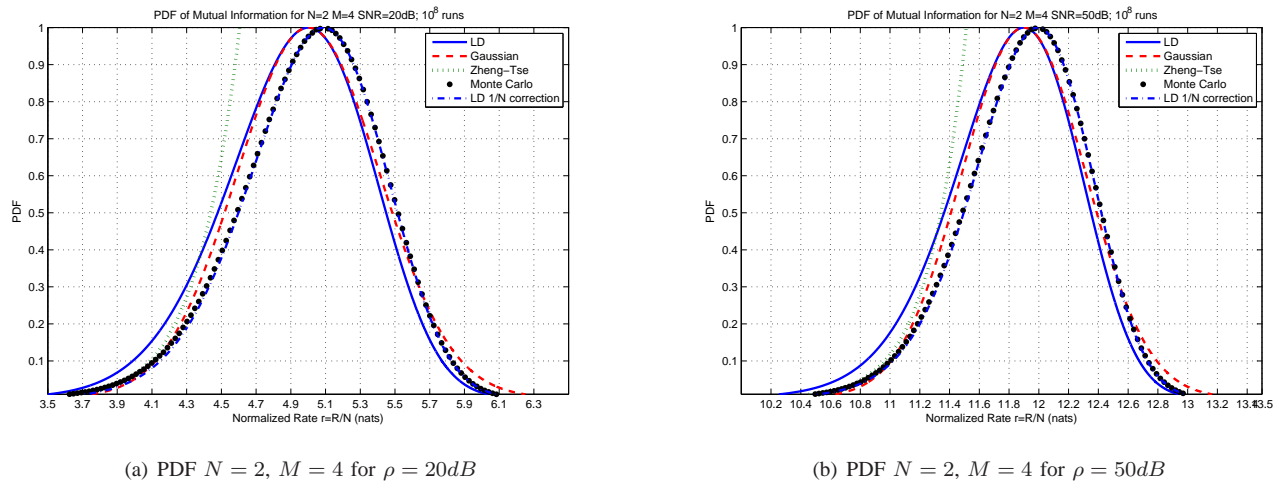 PDF of Mutual Information for N=2 M=4 SNR=20dB; 10^8 runs
LD
Gaussian
Zheng-Tse
Monte Carlo
LD 1/N correction
1
0.9
0.8
0.7
0.6
0.5
0.4
0.3
0.2
0.1
PDF
3.5 3.7 3.9 4.1 4.3 4.5 4.7 4.9 5.1 5.3 5.5 5.7 5.9 6.1 6.3
Normalized Rate r=R/N (nats)
(a) PDF N = 2, M = 4 for ρ = 20dB
PDF of Mutual Information for N=2 M=4 SNR=50dB; 10^8 runs
LD
Gaussian
Zheng-Tse
Monte Carlo
LD 1/N correction
1
0.9
0.8
0.7
0.6
0.5
0.4
0.3
0.2
0.1
PDF
10.2 10.4 10.6 10.8 11 11.2 11.4 11.6 11.8 12 12.2 12.4 12.6 12.8 13 13.2 13.4 13.5
Normalized Rate r=R/N (nats)
(b) PDF N = 2, M = 4 for ρ = 50dB